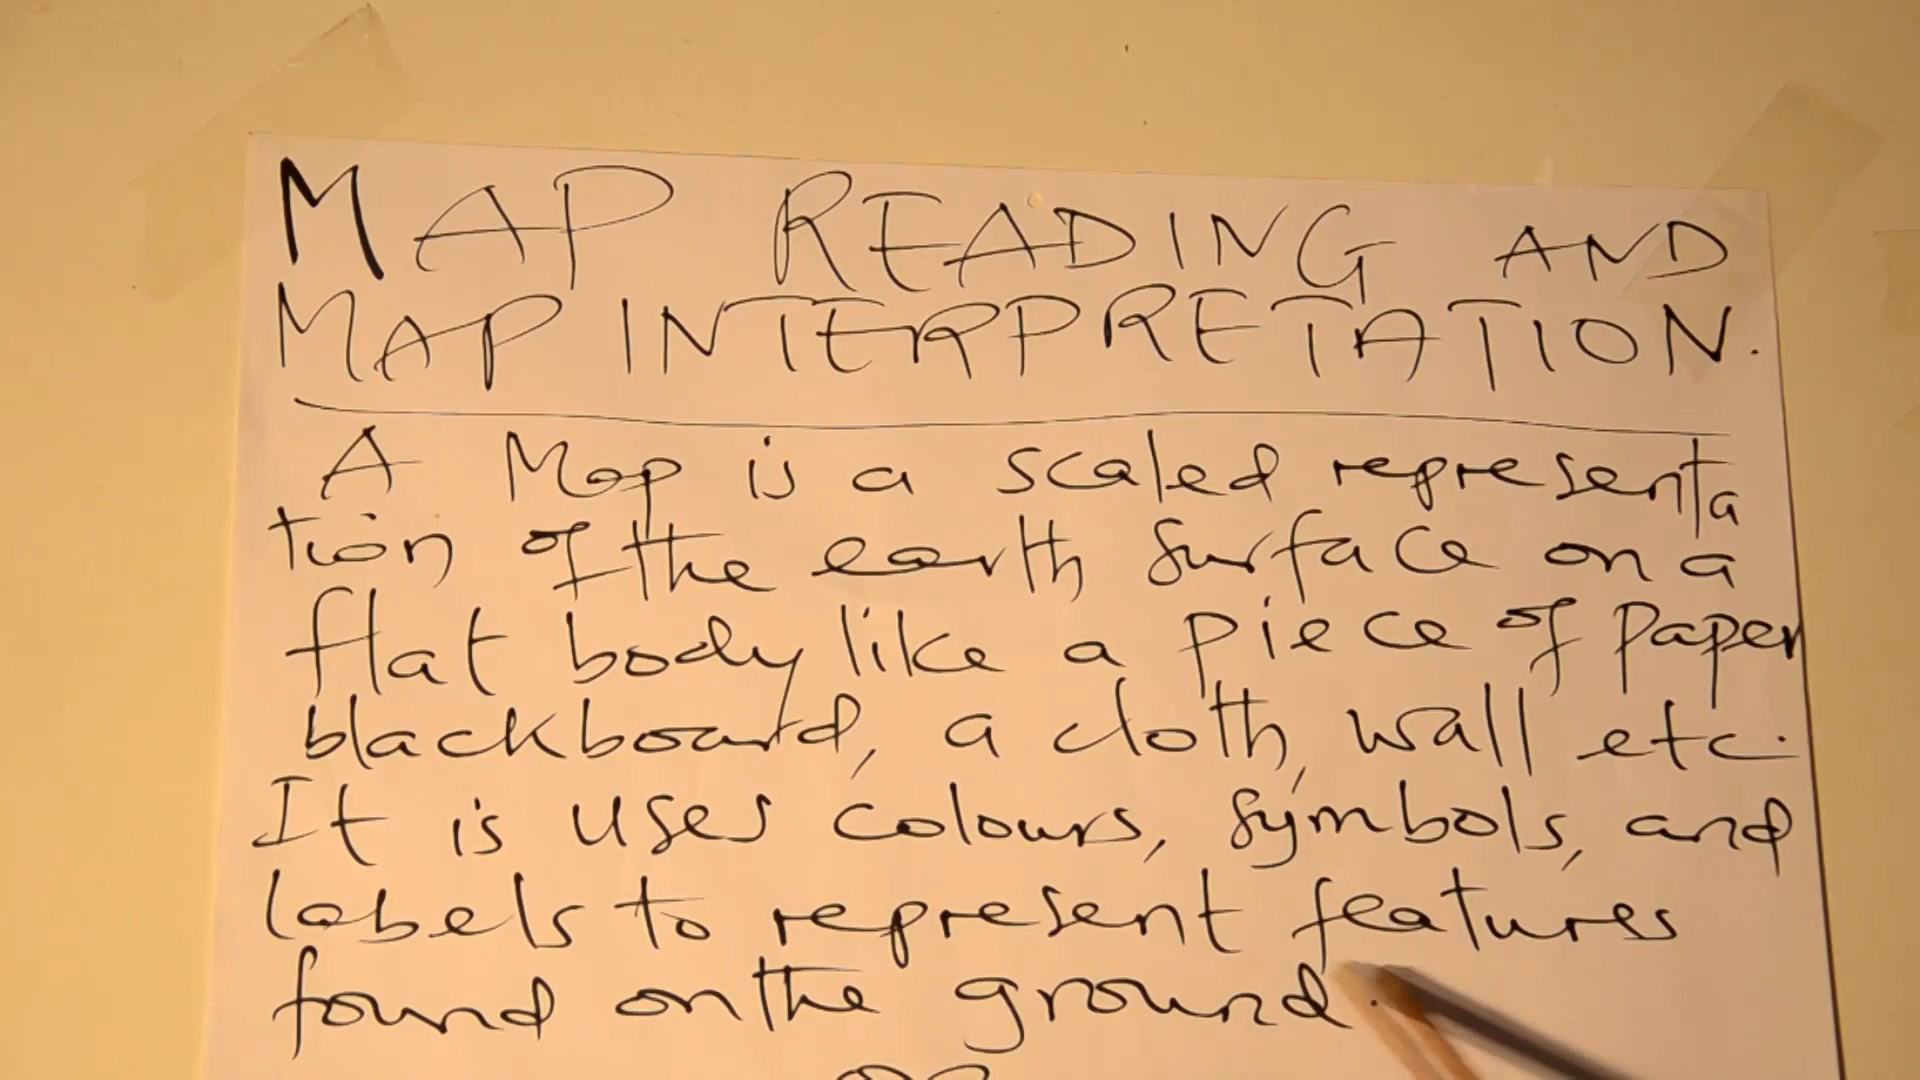 MAP READING AND
MAP INTERPRETATION.
A Map is a scaled representa
tion of the earth surface on a
flat body like a piece of paper
blackboard, a cloth, wall etc.
It is uses colours, symbols, and
labels to represent features
found on the ground.